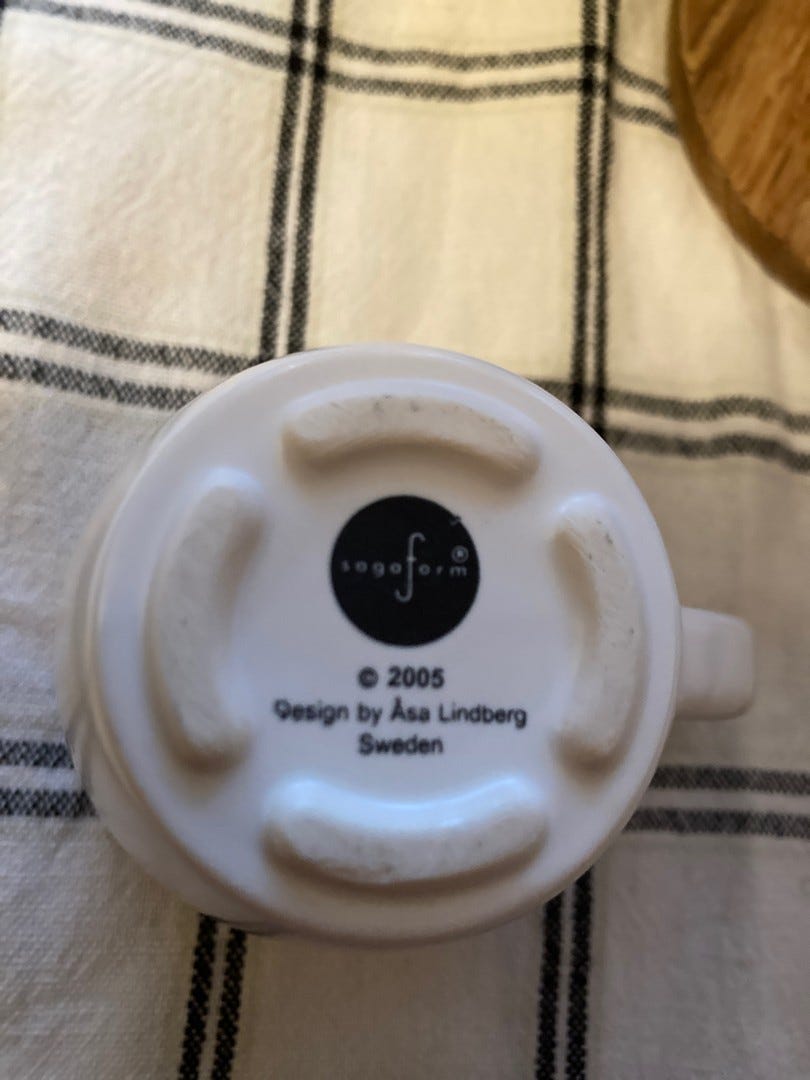 sagaform®
© 2005
Design by Åsa Lindberg
Sweden